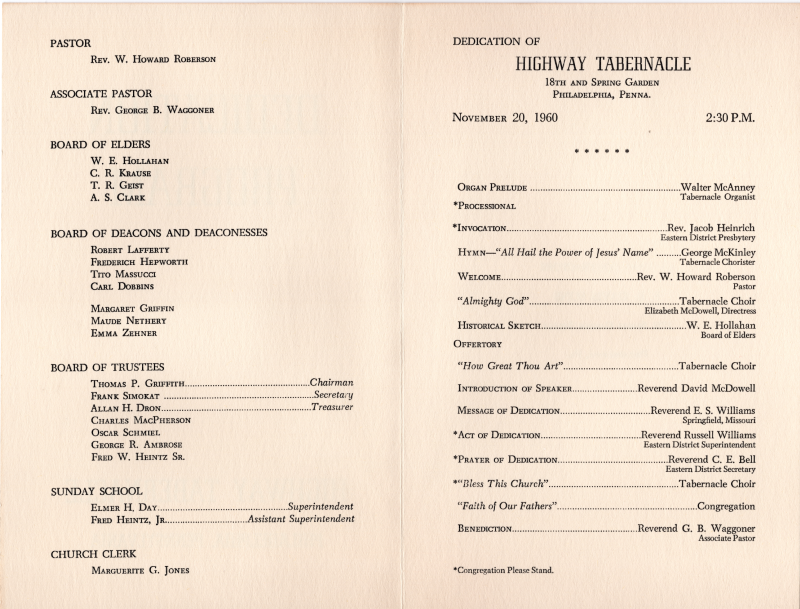 PASTOR
Rev. W. Howard Roberson
ASSOCIATE PASTOR
Rev. George B. Waggoner
BOARD OF ELDERS
W. E. Hollahan
C. R. Krause
T. R. Geist
A. S. Clark
BOARD OF DEACONS AND DEACONESSES
Robert Lafferty
Frederich Hepworth
Tito Massucci
Carl Dobbins
Margaret Griffin
Maude Nethery
Emma Zehner
BOARD OF TRUSTEES
Thomas P. Griffith....................Chairman
Frank Simokat ....................Secretary
Allan H. Dron....................Treasurer
Charles MacPherson
Oscar Schmiel
George R. Ambrose
Fred W. Heintz Sr.
SUNDAY SCHOOL
Elmer H. Day....................Superintendent
Fred Heintz, Jr.....................Assistant Superintendent
CHURCH CLERK
Marguerite G. Jones
DEDICATION OF
HIGHWAY TABERNACLE
18th and Spring Garden
Philadelphia, Penna.
November 20, 1960 2:30 P.M.
* * * * * *
Organ Prelude ....................Walter McAnney
Tabernacle Organist
*Processional
*Invocation....................Rev. Jacob Heinrich
Eastern District Presbytery
Hymn—"All Hail the Power of Jesus' Name" ..........George McKinley
Tabernacle Chorister
Welcome....................Rev. W. Howard Roberson
Pastor
"Almighty God"....................Tabernacle Choir
Elizabeth McDowell, Directress
Historical Sketch....................W. E. Hollahan
Board of Elders
Offertory
"How Great Thou Art"....................Tabernacle Choir
Introduction of Speaker....................Reverend David McDowell
Message of Dedication....................Reverend E. S. Williams
Springfield, Missouri
*Act of Dedication....................Reverend Russell Williams
Eastern District Superintendent
*Prayer of Dedication....................Reverend C. E. Bell
Eastern District Secretary
*"Bless This Church"....................Tabernacle Choir
"Faith of Our Fathers"....................Congregation
Benediction....................Reverend G. B. Waggoner
Associate Pastor
*Congregation Please Stand.